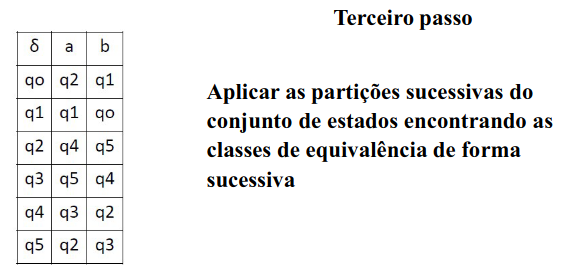 Terceiro passo
δ a b
qo q2 q1
q1 q1 qo
q2 q4 q5
q3 q5 q4
q4 q3 q2
q5 q2 q3
Aplicar as partições sucessivas do
conjunto de estados encontrando as
classes de equivalência de forma
sucessiva